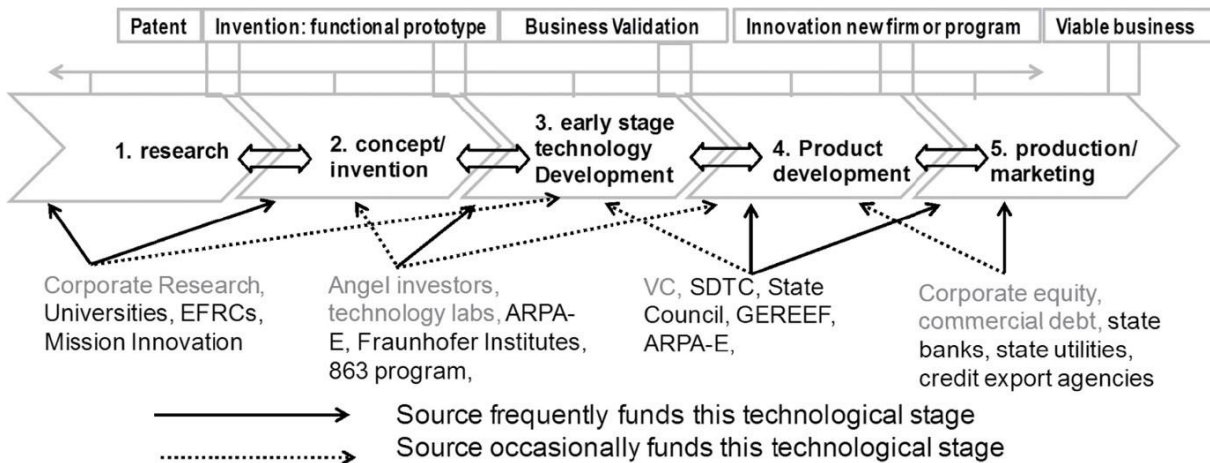 Patent
Invention: functional prototype
Business Validation
Innovation new firm or program
Viable business
1. research
2. concept/
invention
3. early stage
technology
Development
4. Product
development
5. production/
marketing
Corporate Research,
Universities, EFRCs,
Mission Innovation
Angel investors,
technology labs, ARPA-
E, Fraunhofer Institutes,
863 program,
VC, SDTC, State
Council, GEREEF,
ARPA-E,
Corporate equity,
commercial debt, state
banks, state utilities,
credit export agencies
Source frequently funds this technological stage
Source occasionally funds this technological stage